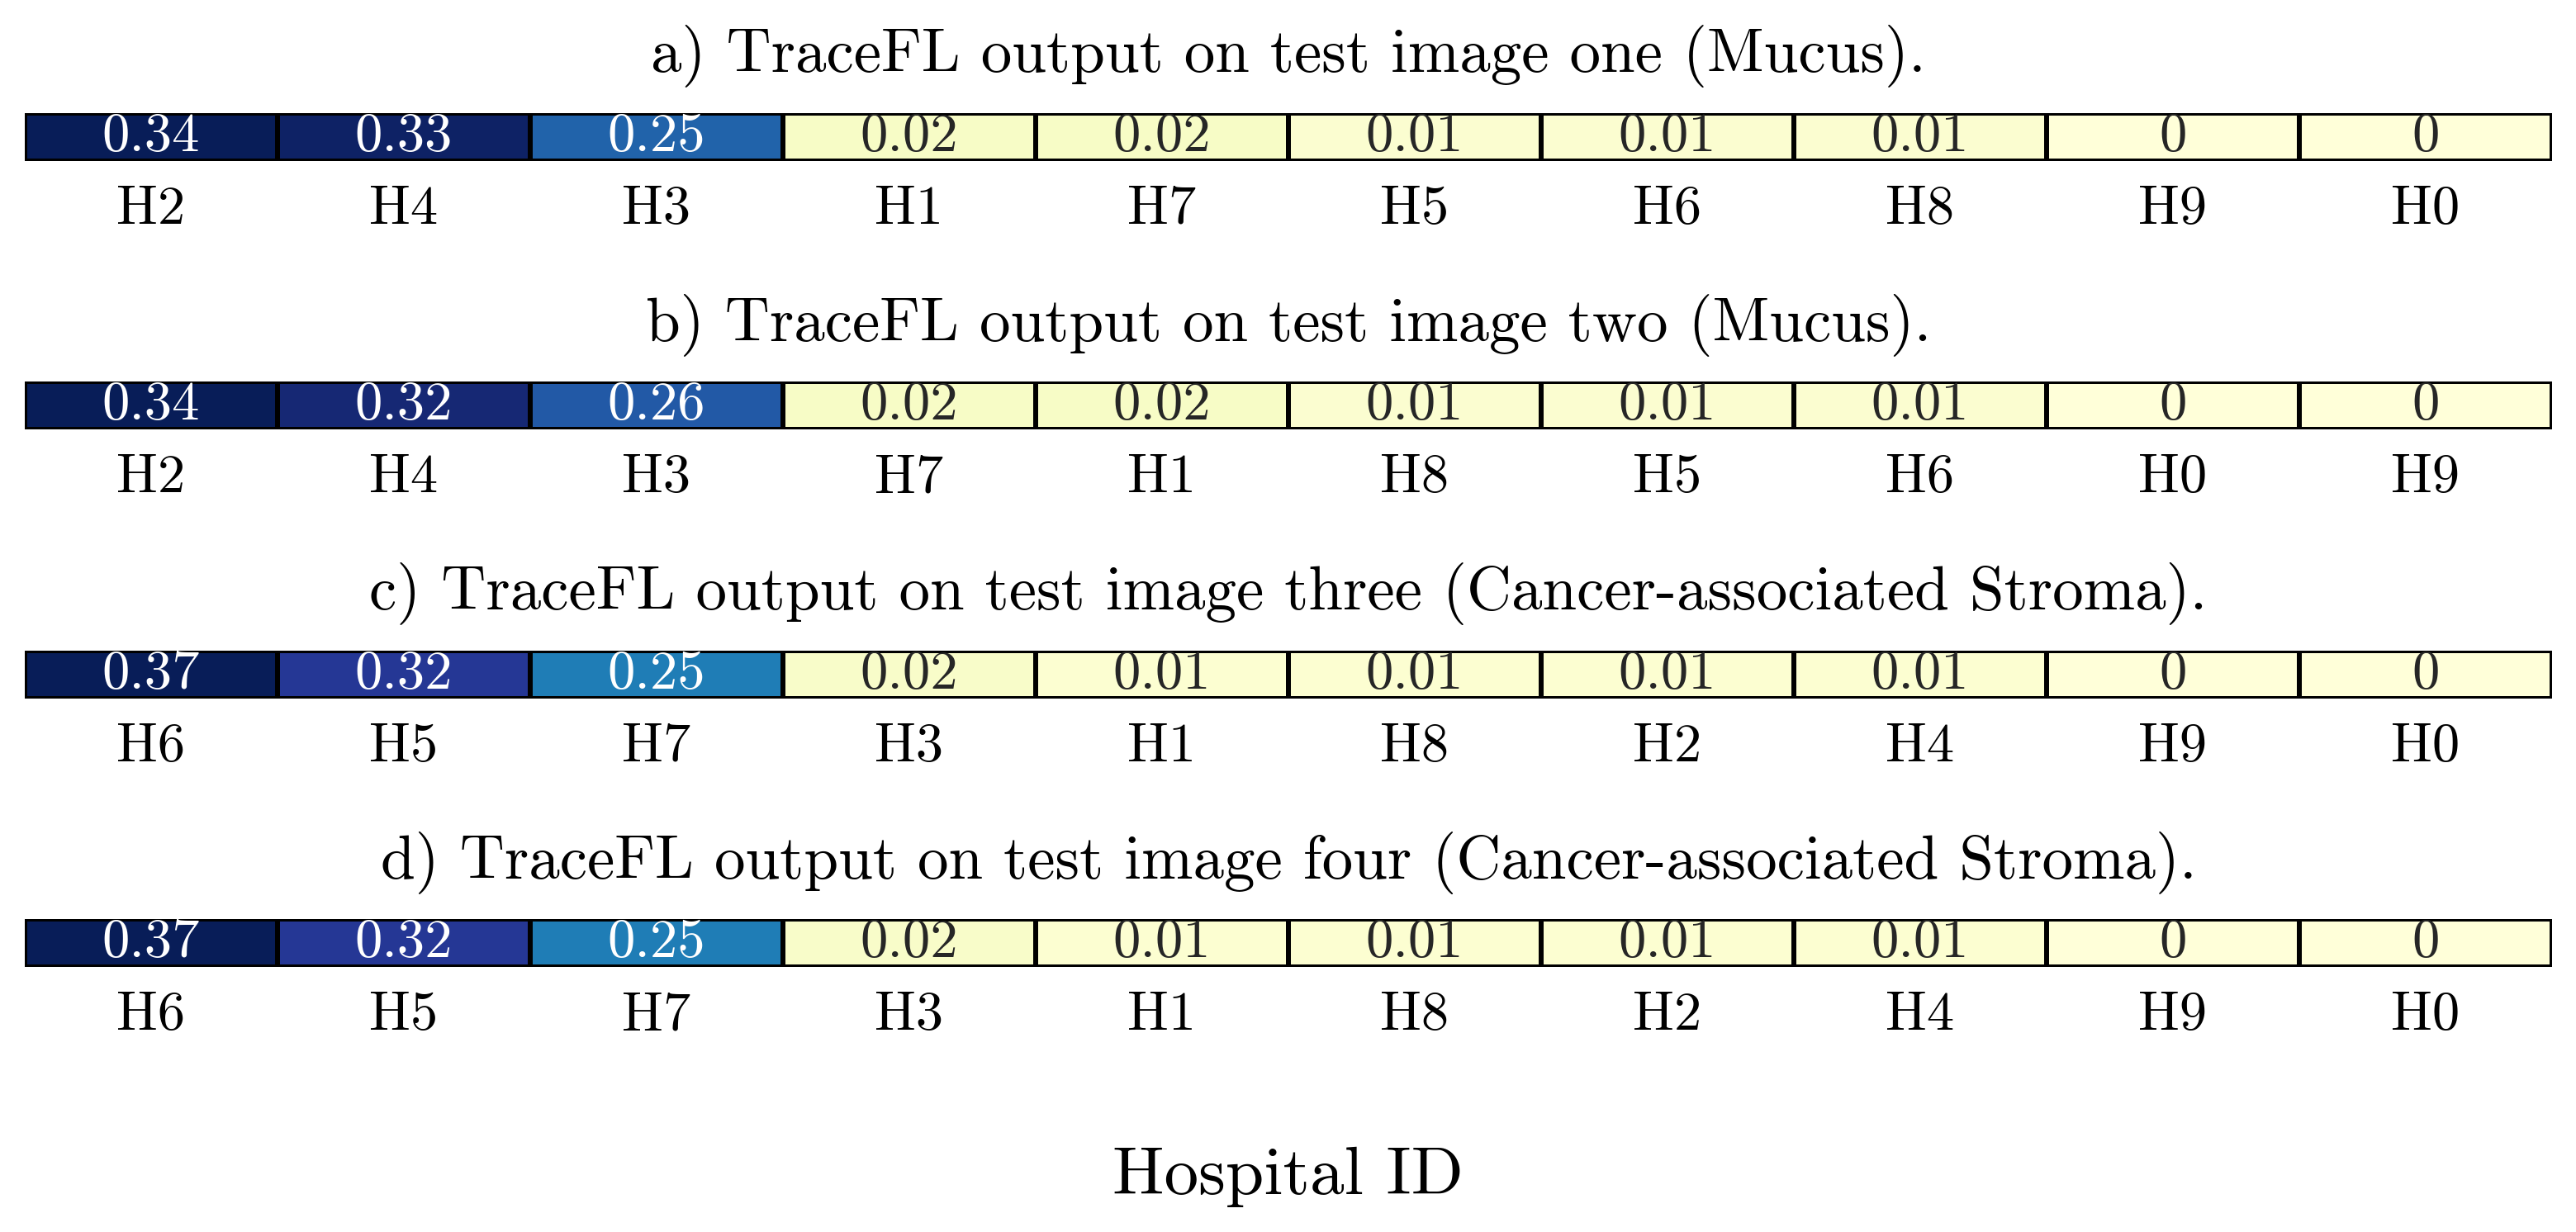 a) TraceFL output on test image one (Mucus).
0.34 0.33 0.25 0.02 0.02 0.01 0.01 0.01 0 0
H2 H4 H3 H1 H7 H5 H6 H8 H9 H0
b) TraceFL output on test image two (Mucus).
0.34 0.32 0.26 0.02 0.02 0.01 0.01 0.01 0 0
H2 H4 H3 H7 H1 H8 H5 H6 H0 H9
c) TraceFL output on test image three (Cancer-associated Stroma).
0.37 0.32 0.25 0.02 0.01 0.01 0.01 0.01 0 0
H6 H5 H7 H3 H1 H8 H2 H4 H9 H0
d) TraceFL output on test image four (Cancer-associated Stroma).
0.37 0.32 0.25 0.02 0.01 0.01 0.01 0.01 0 0
H6 H5 H7 H3 H1 H8 H2 H4 H9 H0
Hospital ID